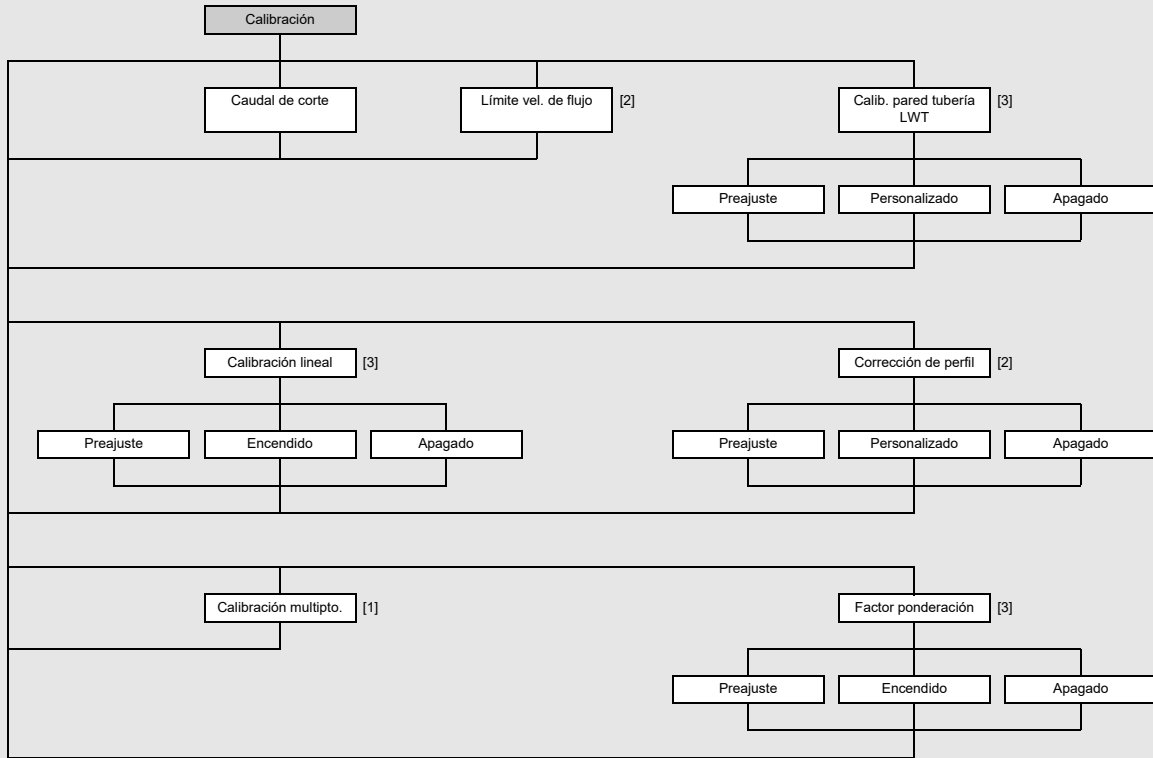 Calibración
Caudal de corte
Límite vel. de flujo [2]
Calib. pared tubería
LWT
[3]
Preajuste
Personalizado
Apagado
Calibración lineal [3]
Corrección de perfil [2]
Preajuste
Encendido
Apagado
Preajuste
Personalizado
Apagado
Calibración multipto. [1]
Factor ponderación [3]
Preajuste
Encendido
Apagado